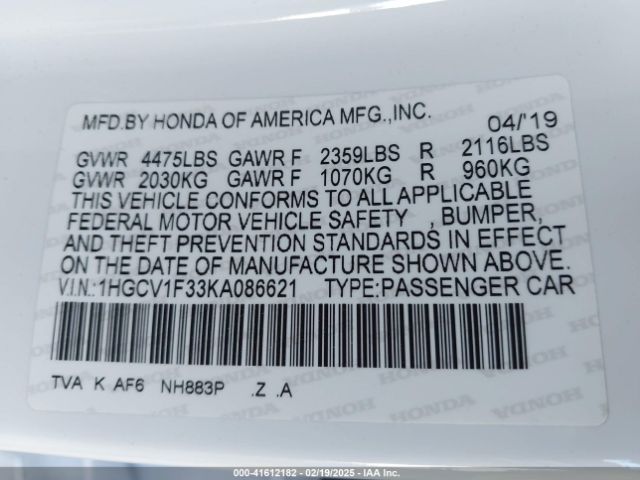 MFD.BY HONDA OF AMERICA MFG.,INC. 04/'19
GVWR 4475LBS GAWR F 2359LBS R 2116LBS
GVWR 2030KG GAWR F 1070KG R 960KG
THIS VEHICLE CONFORMS TO ALL APPLICABLE
FEDERAL MOTOR VEHICLE SAFETY , BUMPER,
AND THEFT PREVENTION STANDARDS IN EFFECT
ON THE DATE OF MANUFACTURE SHOWN ABOVE.
V.I.N.:1HGCV1F33KA086621 TYPE:PASSENGER CAR
TVA K AF6 NH883P .Z .A
000-41612182 - 02/19/2025 - IAA Inc.